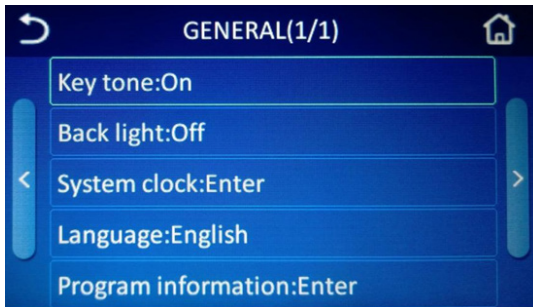 GENERAL(1/1)
Key tone:On
Back light:Off
System clock:Enter
Language:English
Program information:Enter